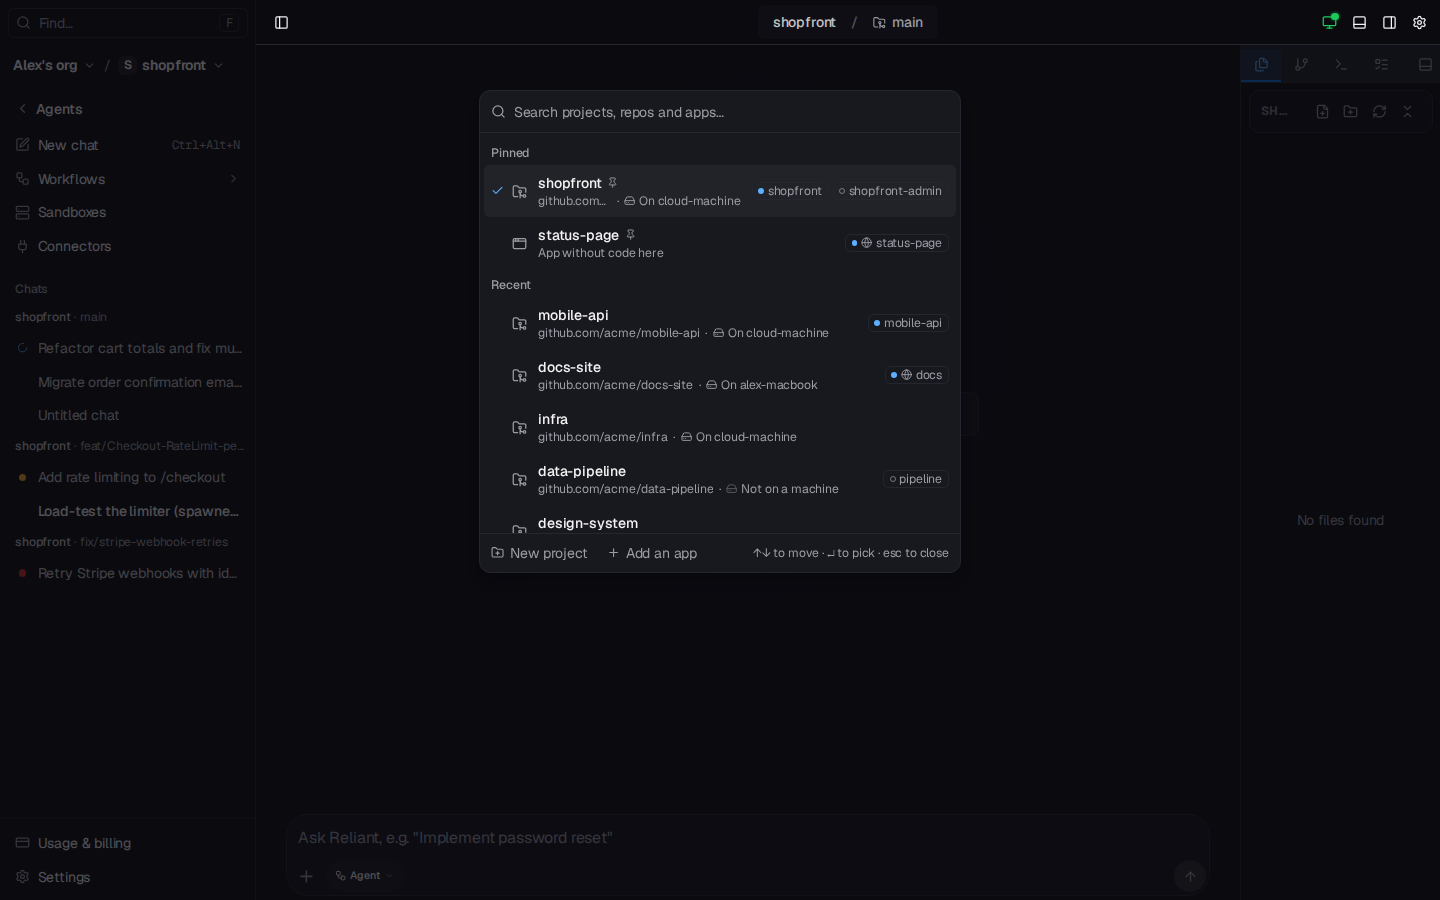 Find...
F
shopfront / main
Alex's org / S shopfront
Agents
New chat Ctrl+Alt+N
Workflows
Sandboxes
Connectors
Chats
shopfront · main
Refactor cart totals and fix mu...
Migrate order confirmation ema...
Untitled chat
shopfront · feat/Checkout-RateLimit-pe...
Add rate limiting to /checkout
Load-test the limiter (spawne...
shopfront · fix/stripe-webhook-retries
Retry Stripe webhooks with id...
Usage & billing
Settings
Search projects, repos and apps...
Pinned
shopfront
github.com... · On cloud-machine
shopfront shopfront-admin
status-page
App without code here
status-page
Recent
mobile-api
github.com/acme/mobile-api · On cloud-machine
mobile-api
docs-site
github.com/acme/docs-site · On alex-macbook
docs
infra
github.com/acme/infra · On cloud-machine
data-pipeline
github.com/acme/data-pipeline · Not on a machine
pipeline
design-system
New project + Add an app ↑↓ to move · ↵ to pick · esc to close
SH...
No files found
Ask Reliant, e.g. "Implement password reset"
Agent